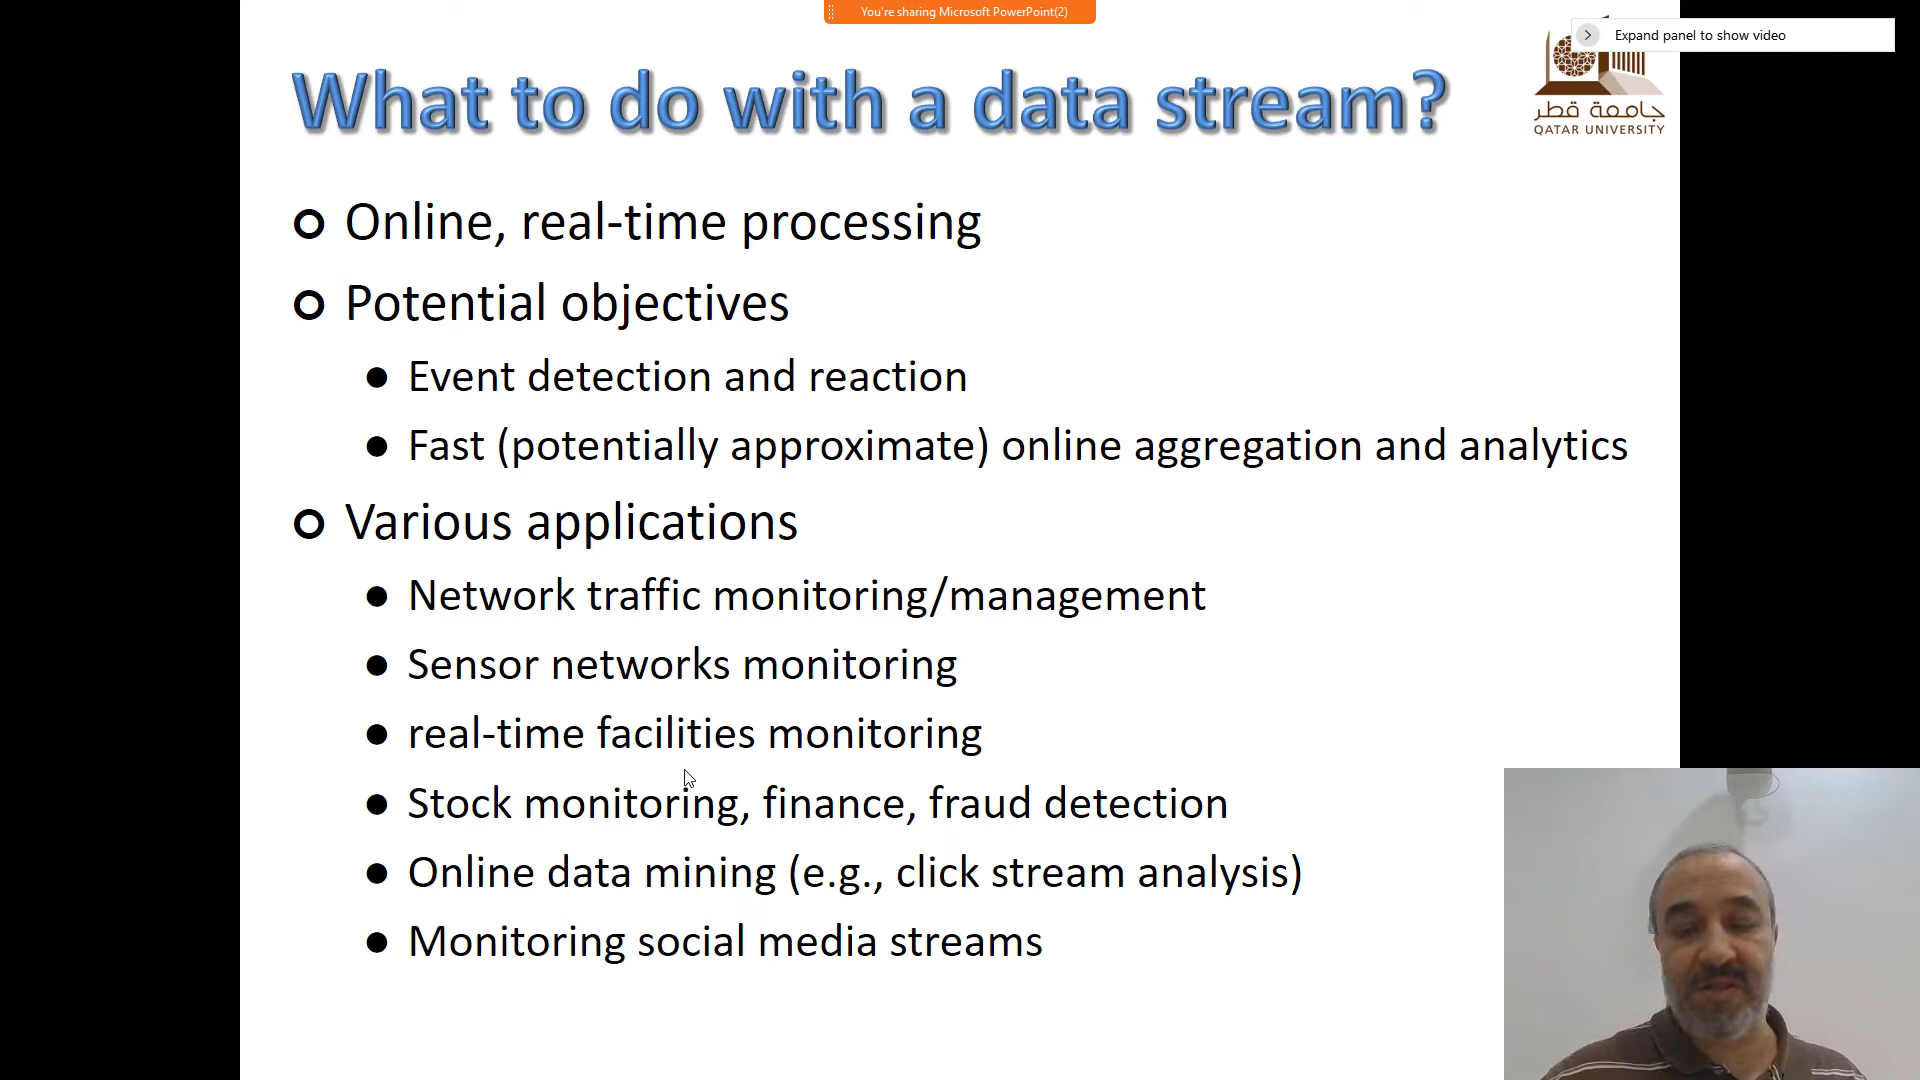 You're sharing Microsoft PowerPoint(2)
Expand panel to show video
What to do with a data stream?
جامعة قطر
QATAR UNIVERSITY
Online, real-time processing
Potential objectives
Event detection and reaction
Fast (potentially approximate) online aggregation and analytics
Various applications
Network traffic monitoring/management
Sensor networks monitoring
real-time facilities monitoring
Stock monitoring, finance, fraud detection
Online data mining (e.g., click stream analysis)
Monitoring social media streams